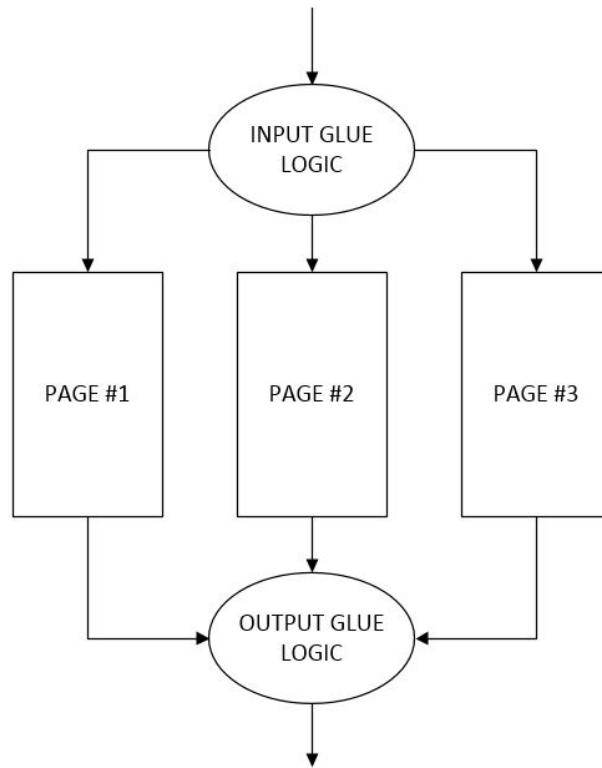 INPUT GLUE
LOGIC
PAGE #1
PAGE #2
PAGE #3
OUTPUT GLUE
LOGIC